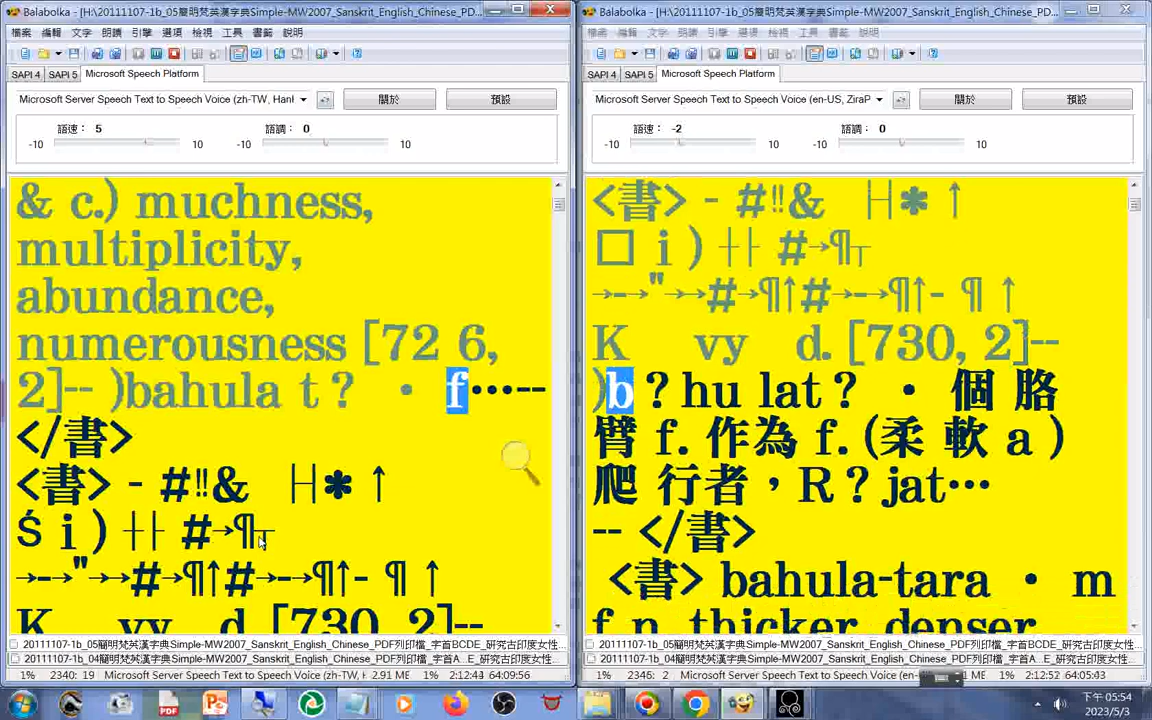 Balabolka - [H:\20111107-1b_05簡明梵英漢字典Simple-MW2007_Sanskrit_English_Chinese_PD...
檔案 編輯 文字 朗讀 引擎 選項 檢視 工具 書籤 說明
SAPI 4 SAPI 5 Microsoft Speech Platform
Microsoft Server Speech Text to Speech Voice (zh-TW, Hanl
關於 預設
語速： 5 語調： 0
-10 10 -10 10
& c.) muchness,
multiplicity,
abundance,
numerousness [72 6,
2]-- )bahula t？ • f…--
</書>
<書> - #‼& H✱ ↑
Ś i ) ┼├ #→¶┬
→-→"→→#→¶↑#→-→¶↑- ¶ ↑
K vy d. [730, 2]--
20111107-1b_05簡明梵英漢字典Simple-MW2007_Sanskrit_English_Chinese_PDF列印檔_字首BCDE_研究古印度女性...
20111107-1b_04簡明梵英漢字典Simple-MW2007_Sanskrit_English_Chinese_PDF列印檔_字首A...E_研究古印度女性...
1% 2340: 19 Microsoft Server Speech Text to Speech Voice (zh-TW, H 2.91 ME 1% 2:12:44 64:09:56
Balabolka - [H:\20111107-1b_05簡明梵英漢字典Simple-MW2007_Sanskrit_English_Chinese_PD...
檔案 編輯 文字 朗讀 引擎 選項 檢視 工具 書籤 說明
SAPI 4 SAPI 5 Microsoft Speech Platform
Microsoft Server Speech Text to Speech Voice (en-US, ZiraP
關於 預設
語速： -2 語調： 0
-10 10 -10 10
<書> - #‼& H✱ ↑
□ i ) ┼├ #→¶┬
→-→"→→#→¶↑#→-→¶↑- ¶ ↑
K vy d. [730, 2]--
)b？hu lat？ • 個 胳
臂 f. 作為 f. (柔 軟 a )
爬 行者，R？jat…
-- </書>
<書> bahula-tara • m
f n thicker denser
20111107-1b_05簡明梵英漢字典Simple-MW2007_Sanskrit_English_Chinese_PDF列印檔_字首BCDE_研究古印度女性...
20111107-1b_04簡明梵英漢字典Simple-MW2007_Sanskrit_English_Chinese_PDF列印檔_字首A...E_研究古印度女性...
1% 2346: 2 Microsoft Server Speech Text to Speech Voice 1% 2:12:52 64:05:43
下午 05:54
2023/5/3